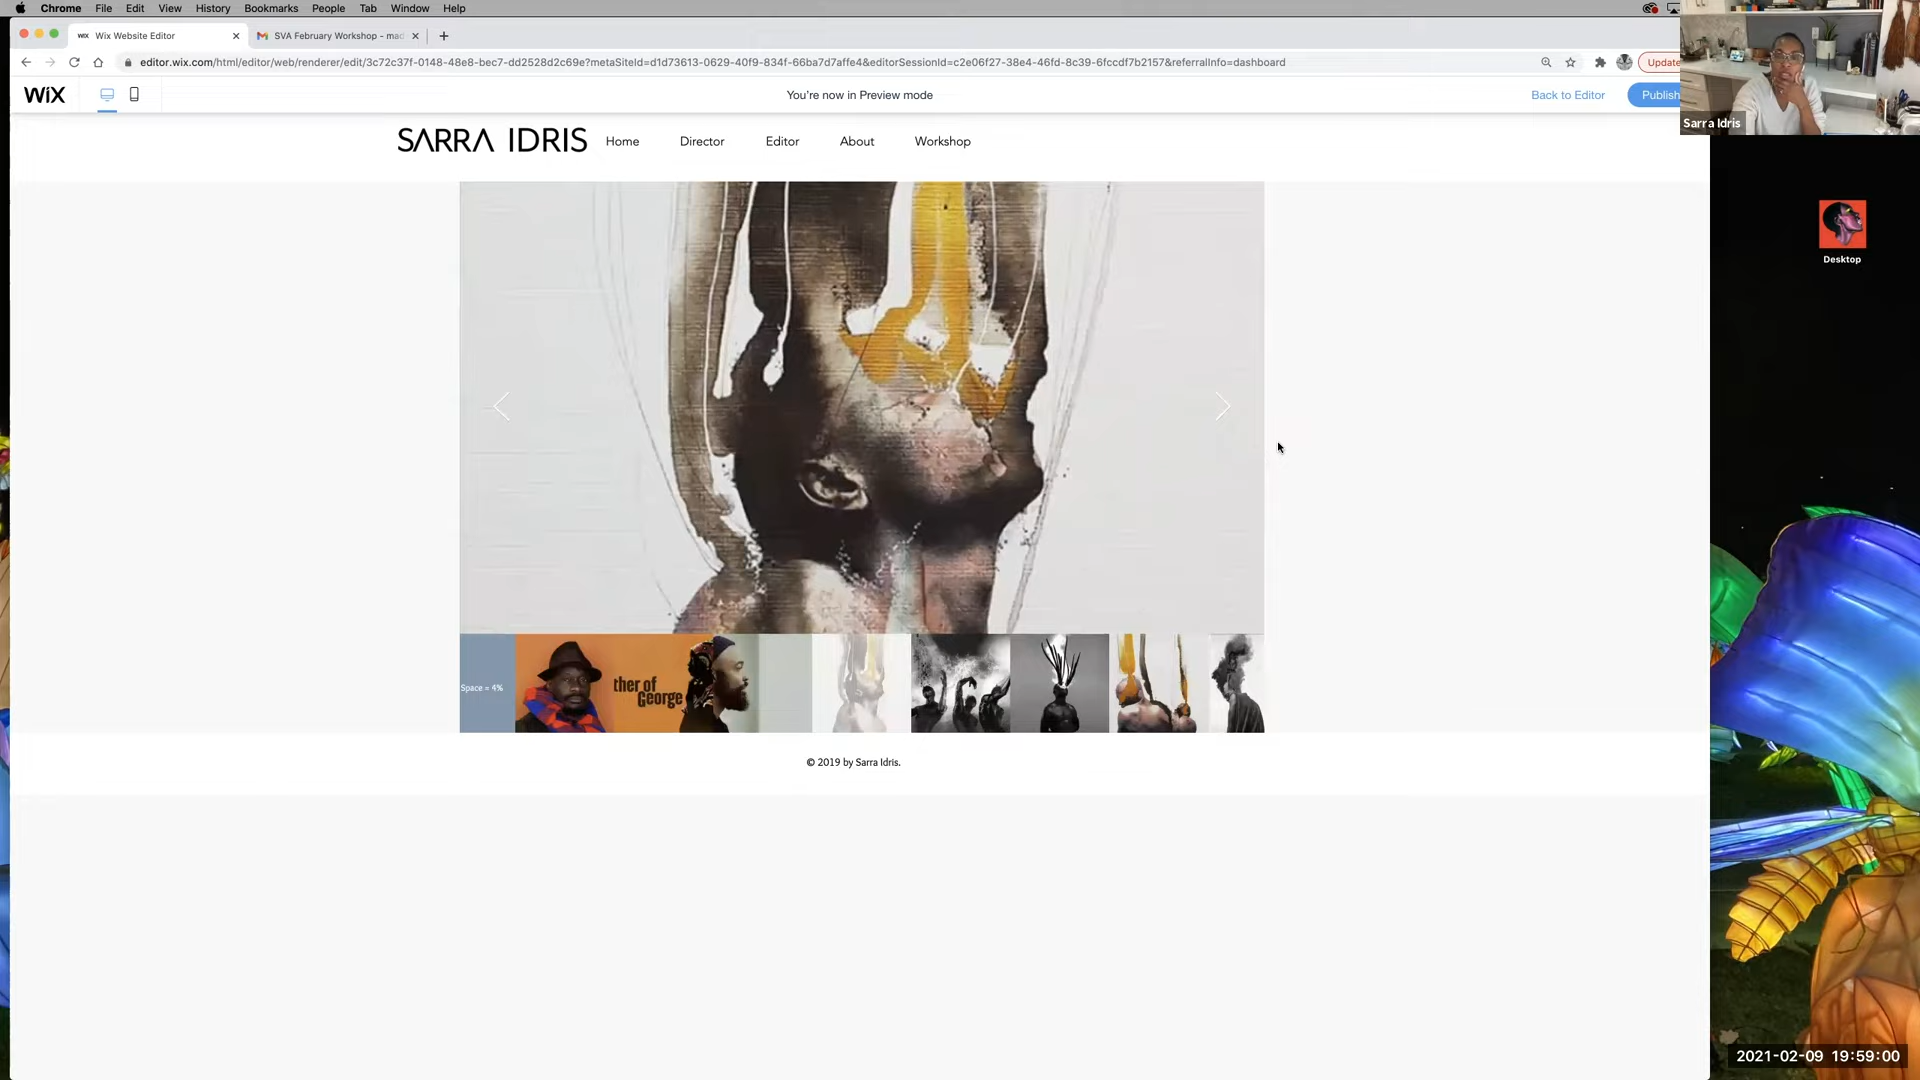 Chrome File Edit View History Bookmarks People Tab Window Help
WiX Wix Website Editor
SVA February Workshop - mad
editor.wix.com/html/editor/web/renderer/edit/3c72c37f-0148-48e8-bec7-dd2528d2c69e?metaSiteId=d1d73613-0629-40f9-834f-66ba7d7affe4&editorSessionId=c2e06f27-38e4-46fd-8c39-6fccdf7b2157&referralInfo=dashboard
Update
WiX
You're now in Preview mode
Back to Editor
Publish
Sarra Idris
SARRA IDRIS
Home Director Editor About Workshop
Desktop
Space = 4%
ther of
George
© 2019 by Sarra Idris.
2021-02-09 19:59:00